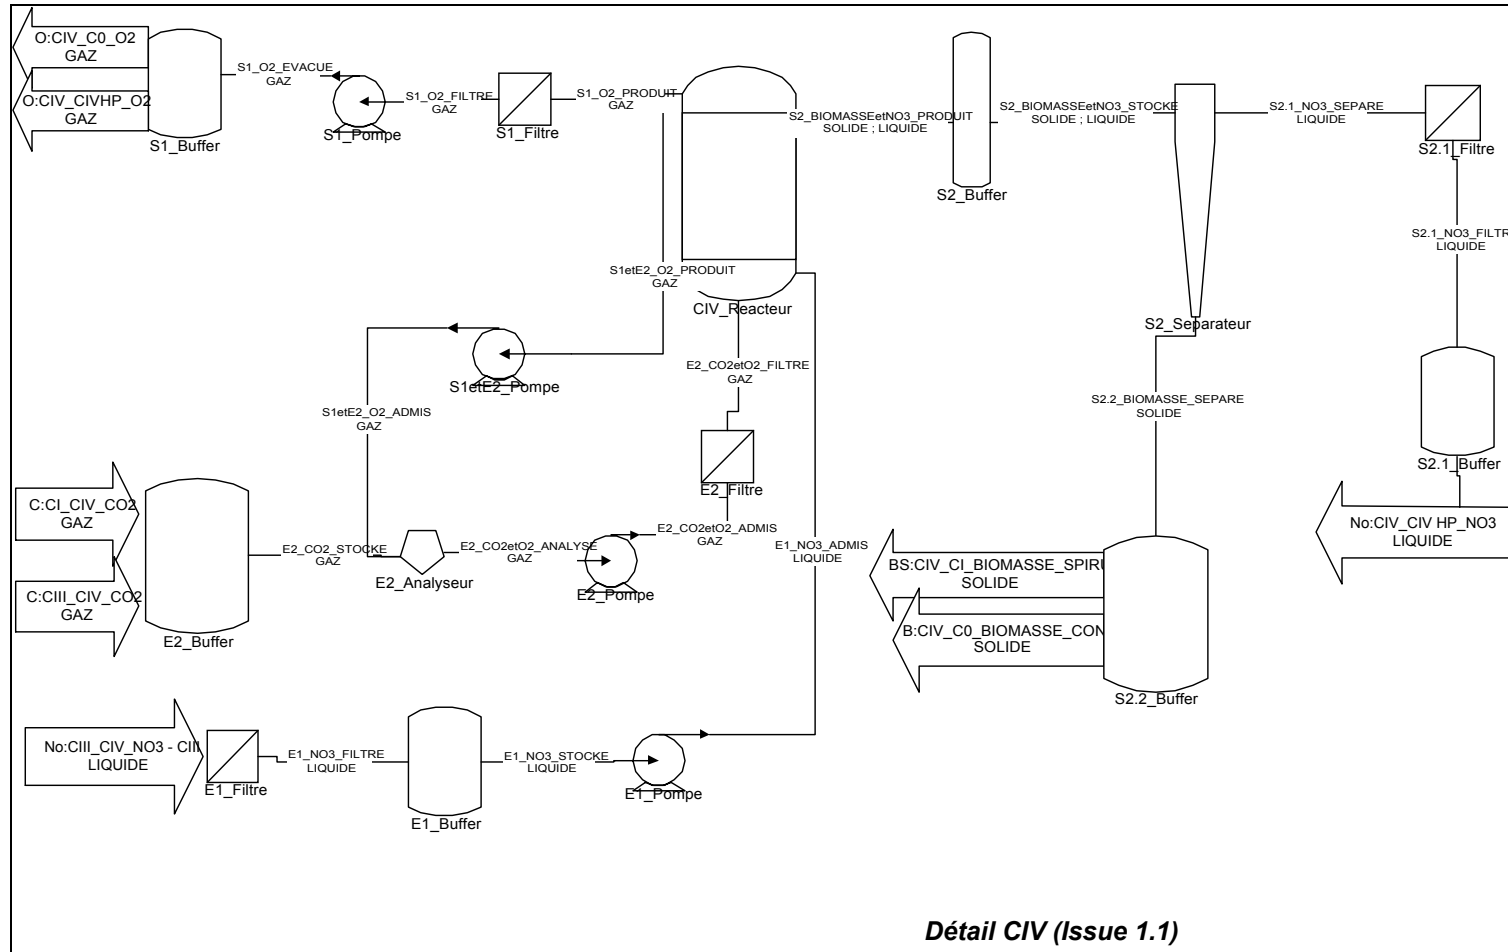 O:CIV_C0_O2
GAZ
O:CIV_CIVHP_O2
GAZ
S1_Buffer
S1_O2_EVACUE
GAZ
S1_Pompe
S1_O2_FILTRE
GAZ
S1_Filtre
S1_O2_PRODUIT
GAZ
CIV_Reacteur
S2_BIOMASSEetNO3_PRODUIT
SOLIDE ; LIQUIDE
S2_Buffer
S2_BIOMASSEetNO3_STOCKE
SOLIDE ; LIQUIDE
S2_Separateur
S2.1_NO3_SEPARE
LIQUIDE
S2.1_Filtre
S2.1_NO3_FILTR
LIQUIDE
S2.1_Buffer
No:CIV_CIV HP_NO3
LIQUIDE
S1etE2_O2_PRODUIT
GAZ
S1etE2_Pompe
S1etE2_O2_ADMIS
GAZ
E2_CO2etO2_FILTRE
GAZ
E2_Filtre
S2.2_BIOMASSE_SEPARE
SOLIDE
C:CI_CIV_CO2
GAZ
C:CIII_CIV_CO2
GAZ
E2_Buffer
E2_CO2_STOCKE
GAZ
E2_Analyseur
E2_CO2etO2_ANALYSE
GAZ
E2_Pompe
E2_CO2etO2_ADMIS
GAZ
E1_NO3_ADMIS
LIQUIDE
BS:CIV_CI_BIOMASSE_SPIRU
SOLIDE
B:CIV_C0_BIOMASSE_CON
SOLIDE
S2.2_Buffer
No:CIII_CIV_NO3 - CIII
LIQUIDE
E1_Filtre
E1_NO3_FILTRE
LIQUIDE
E1_Buffer
E1_NO3_STOCKE
LIQUIDE
E1_Pompe
Détail CIV (Issue 1.1)